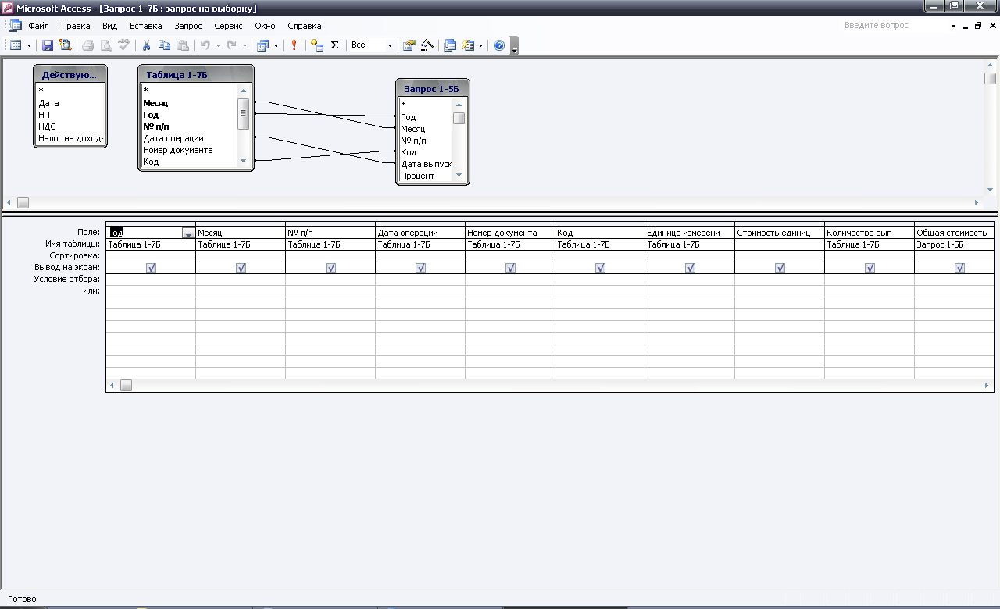 Microsoft Access - [Запрос 1-7Б : запрос на выборку]
Файл Правка Вид Вставка Запрос Сервис Окно Справка Введите вопрос
Все
Действую...
*
Дата
НП
НДС
Налог на доходы
Таблица 1-7Б
*
Месяц
Год
№ п/п
Дата операции
Номер документа
Код
Запрос 1-5Б
*
Год
Месяц
№ п/п
Код
Дата выпуск
Процент
Поле: Год Месяц № п/п Дата операции Номер документа Код Единица измерени Стоимость единиц Количество вып Общая стоимость
Имя таблицы: Таблица 1-7Б Таблица 1-7Б Таблица 1-7Б Таблица 1-7Б Таблица 1-7Б Таблица 1-7Б Таблица 1-7Б Таблица 1-7Б Запрос 1-5Б
Сортировка:
Вывод на экран:
Условие отбора:
или:
Готово